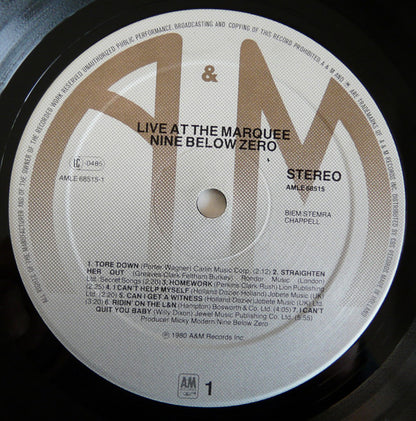 A&M
LIVE AT THE MARQUEE
NINE BELOW ZERO
LC 0485
AMLE 68515-1
STEREO
AMLE 68515
BIEM STEMRA
CHAPPELL
1. TORE DOWN (Porter Wagner) Carlin Music Corp. (2:12) 2. STRAIGHTEN
HER OUT (Greaves Clark Feltham Burkey) Rondor Music (London)
Ltd. Secret Songs (2:20) 3. HOMEWORK (Perkins Clark Rush) Lion Publishing
(2:25) 4. I CAN'T HELP MYSELF (Holland Dozier Holland) Jobete Music (UK)
Ltd. (2:20) 5. CAN I GET A WITNESS (Holland Dozier)Jobete Music (UK) Ltd.
(3:20) 6. RIDIN' ON THE L&N (Hampton) Bosworth & Co. Ltd. (4:05) 7. I CAN'T
QUIT YOU BABY (Willy Dixon) Jewel Music Publishing Co. Ltd. (5:55)
Producer Micky Modern Nine Below Zero
℗ 1980 A&M Records Inc.
A&M
1